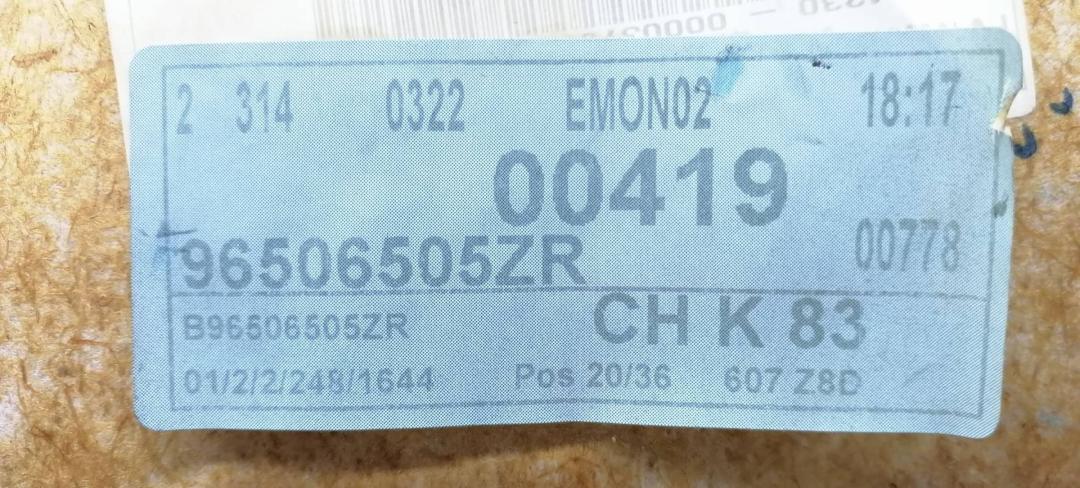 2 314 0322 EMON02 18:17
00419
96506505ZR 00778
B96506505ZR CH K 83
01/2/2/248/1644 Pos 20/36 607 Z8D